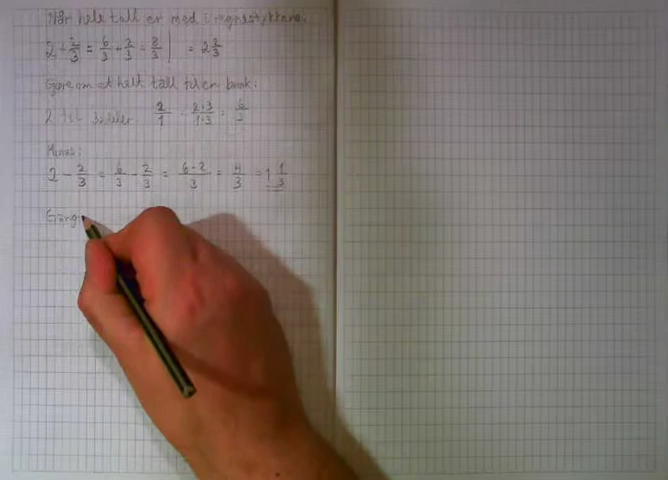 Når hele tall er med i regnestykkene.
2 + 2/3 = 6/3 + 2/3 = 8/3 | = 2 2/3
Gjøre om et helt tall til en brøk:
2 til 3deler 2/1 = 2·3/1·3 = 6/3
Minus:
2 - 2/3 = 6/3 - 2/3 = 6-2/3 = 4/3 = 1 1/3
Gang